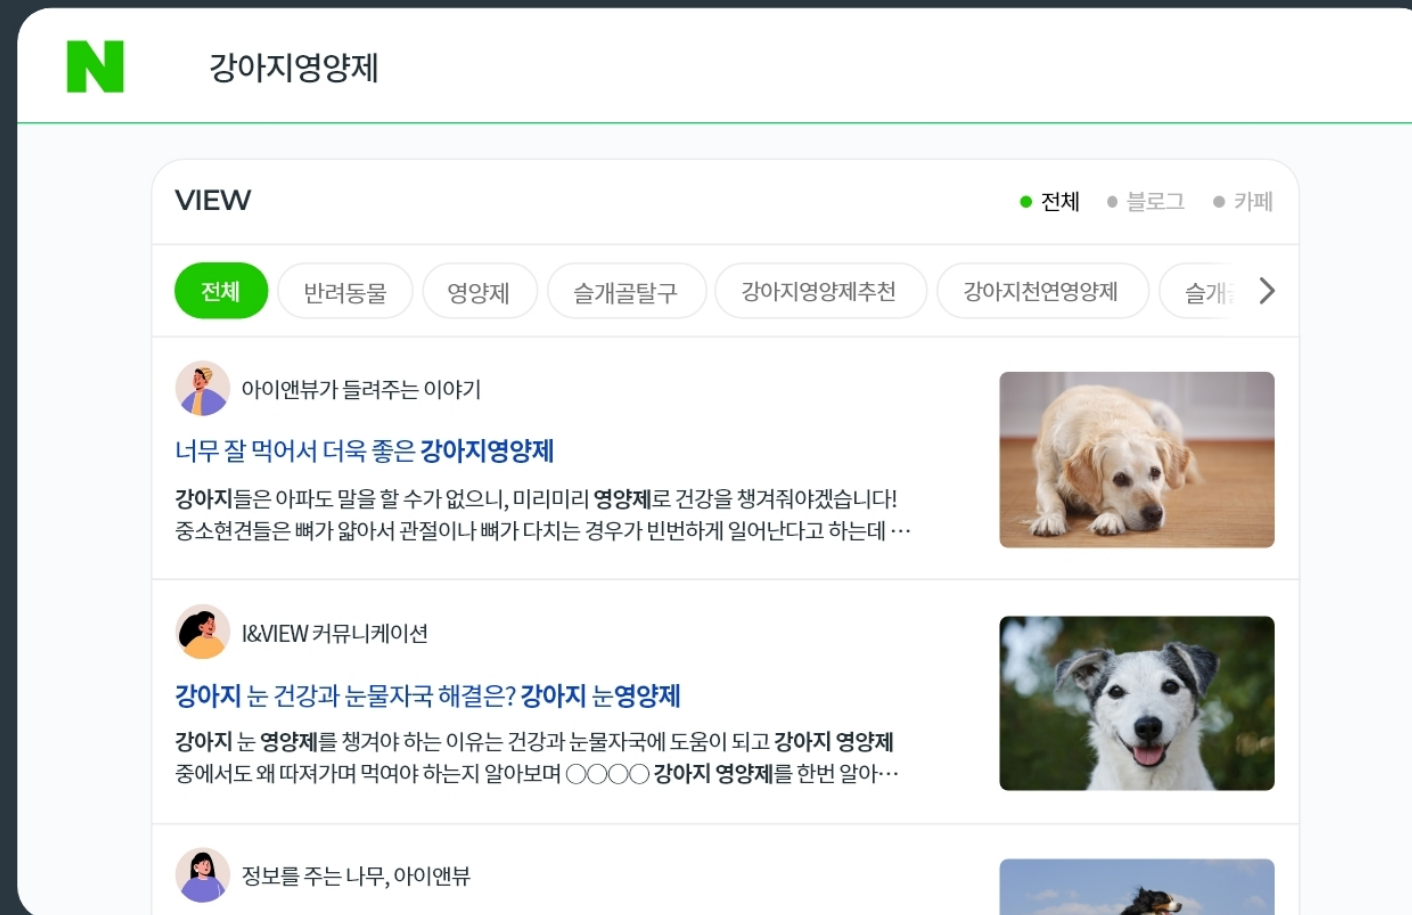 N
강아지영양제
VIEW
전체 블로그 카페
전체 반려동물 영양제 슬개골탈구 강아지영양제추천 강아지천연영양제 슬개
아이앤뷰가 들려주는 이야기
너무 잘 먹어서 더욱 좋은 강아지영양제
강아지들은 아파도 말을 할 수가 없으니, 미리미리 영양제로 건강을 챙겨줘야겠습니다!
중소현견들은 뼈가 얇아서 관절이나 뼈가 다치는 경우가 빈번하게 일어난다고 하는데 …
I&VIEW 커뮤니케이션
강아지 눈 건강과 눈물자국 해결은? 강아지 눈영양제
강아지 눈 영양제를 챙겨야 하는 이유는 건강과 눈물자국에 도움이 되고 강아지 영양제
중에서도 왜 따져가며 먹여야 하는지 알아보며 〇〇〇〇 강아지 영양제를 한번 알아…
정보를 주는 나무, 아이앤뷰